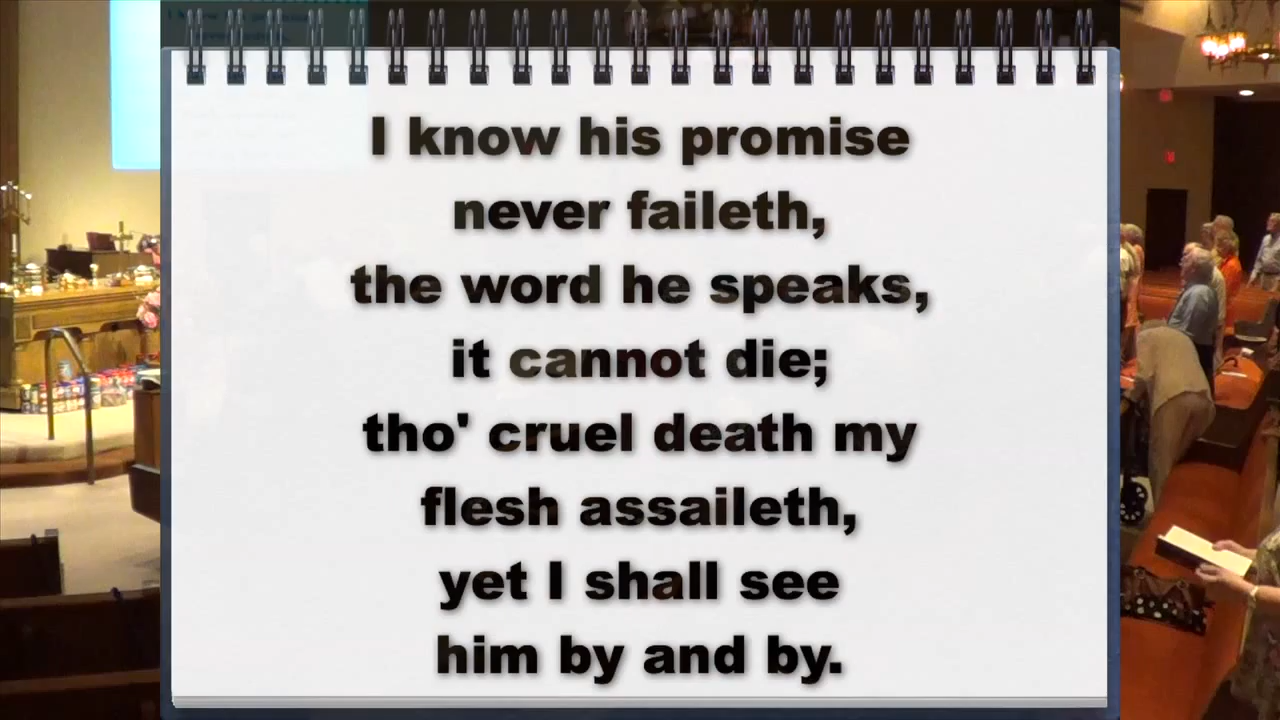 I know his promise
never faileth,
the word he speaks,
it cannot die;
tho' cruel death my
flesh assaileth,
yet I shall see
him by and by.